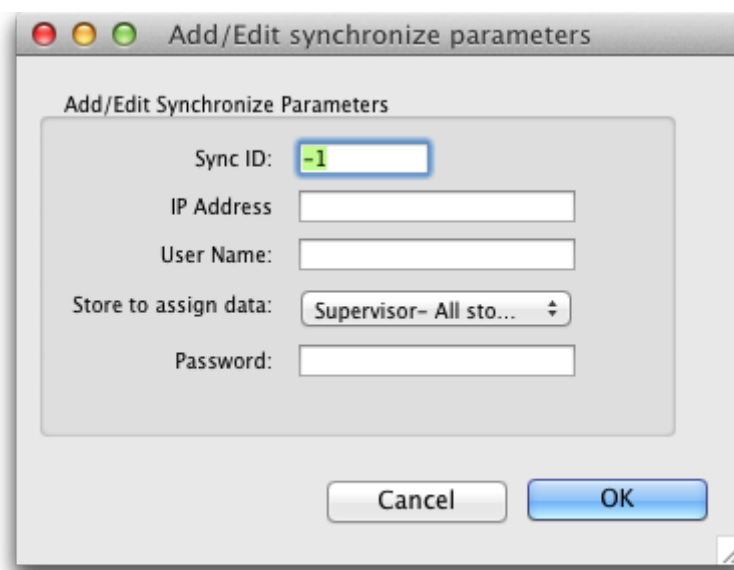 Add/Edit synchronize parameters
Add/Edit Synchronize Parameters
Sync ID: -1
IP Address
User Name:
Store to assign data: Supervisor- All sto...
Password:
Cancel OK